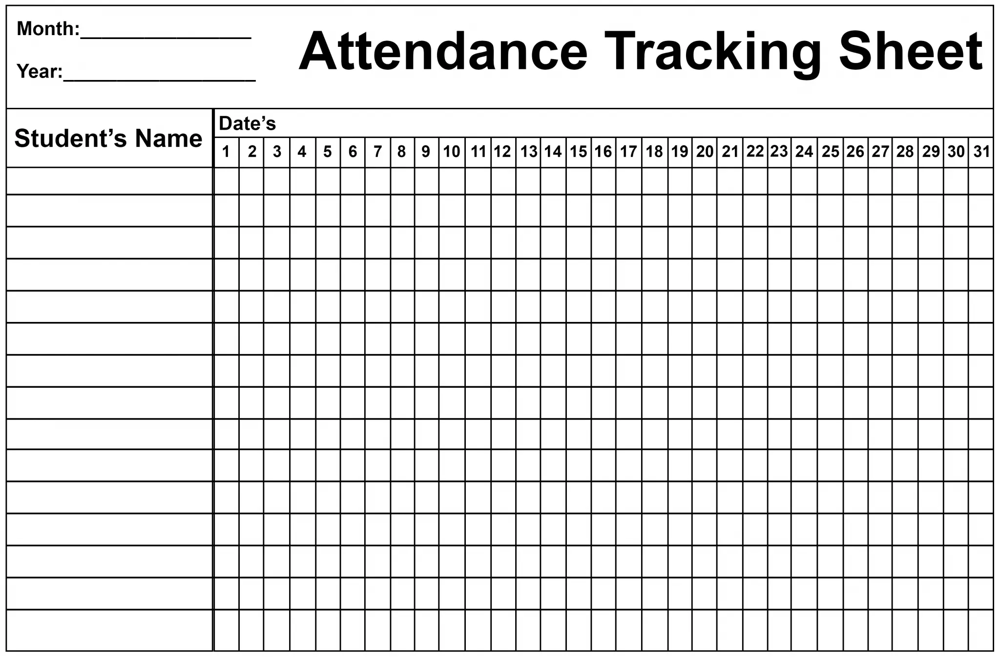 Month:________________
Attendance Tracking Sheet
Year:__________________
Student’s Name
Date’s
1 2 3 4 5 6 7 8 9 10 11 12 13 14 15 16 17 18 19 20 21 22 23 24 25 26 27 28 29 30 31